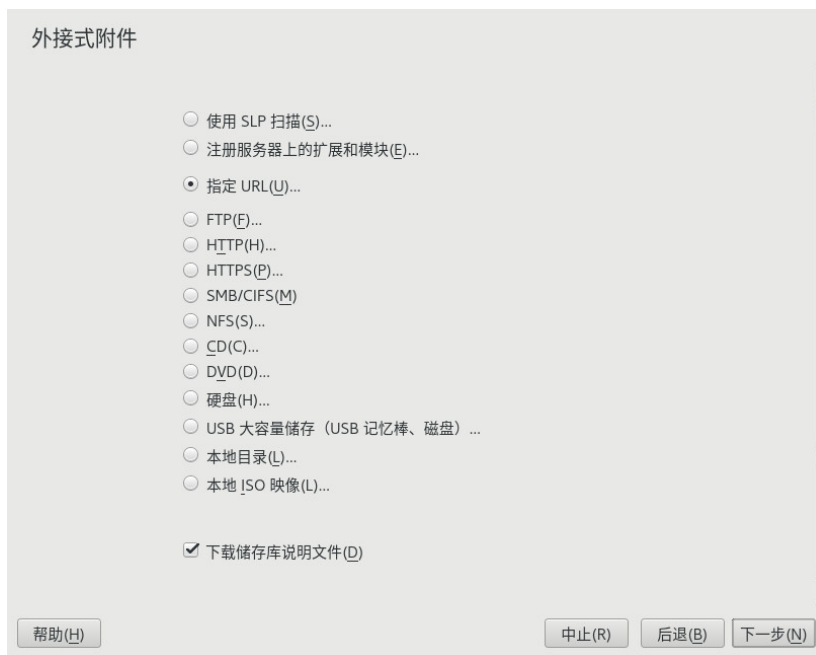 外接式附件
使用 SLP 扫描(S)...
注册服务器上的扩展和模块(E)...
指定 URL(U)...
FTP(F)...
HTTP(H)...
HTTPS(P)...
SMB/CIFS(M)
NFS(S)...
CD(C)...
DVD(D)...
硬盘(H)...
USB 大容量储存（USB 记忆棒、磁盘）...
本地目录(L)...
本地 ISO 映像(L)...
下载储存库说明文件(D)
帮助(H) 中止(R) 后退(B) 下一步(N)